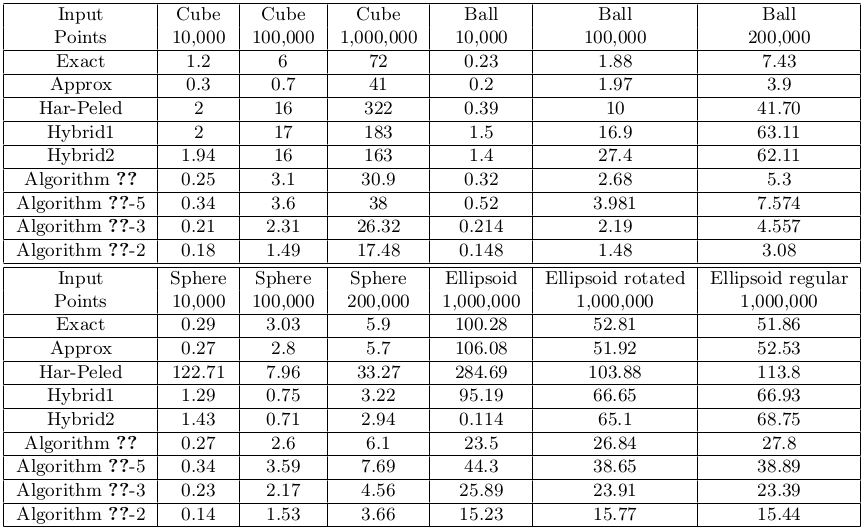 Input Cube Cube Cube Ball Ball Ball
Points 10,000 100,000 1,000,000 10,000 100,000 200,000
Exact 1.2 6 72 0.23 1.88 7.43
Approx 0.3 0.7 41 0.2 1.97 3.9
Har-Peled 2 16 322 0.39 10 41.70
Hybrid1 2 17 183 1.5 16.9 63.11
Hybrid2 1.94 16 163 1.4 27.4 62.11
Algorithm ?? 0.25 3.1 30.9 0.32 2.68 5.3
Algorithm ??-5 0.34 3.6 38 0.52 3.981 7.574
Algorithm ??-3 0.21 2.31 26.32 0.214 2.19 4.557
Algorithm ??-2 0.18 1.49 17.48 0.148 1.48 3.08
Input Sphere Sphere Sphere Ellipsoid Ellipsoid rotated Ellipsoid regular
Points 10,000 100,000 200,000 1,000,000 1,000,000 1,000,000
Exact 0.29 3.03 5.9 100.28 52.81 51.86
Approx 0.27 2.8 5.7 106.08 51.92 52.53
Har-Peled 122.71 7.96 33.27 284.69 103.88 113.8
Hybrid1 1.29 0.75 3.22 95.19 66.65 66.93
Hybrid2 1.43 0.71 2.94 0.114 65.1 68.75
Algorithm ?? 0.27 2.6 6.1 23.5 26.84 27.8
Algorithm ??-5 0.34 3.59 7.69 44.3 38.65 38.89
Algorithm ??-3 0.23 2.17 4.56 25.89 23.91 23.39
Algorithm ??-2 0.14 1.53 3.66 15.23 15.77 15.44